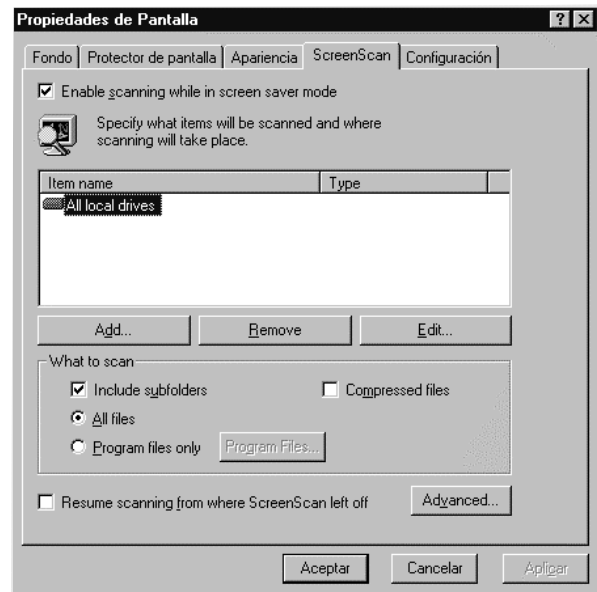 Propiedades de Pantalla
Fondo Protector de pantalla Apariencia ScreenScan Configuración
Enable scanning while in screen saver mode
Specify what items will be scanned and where
scanning will take place.
Item name Type
All local drives
Add... Remove Edit...
What to scan
Include subfolders Compressed files
All files
Program files only Program Files...
Resume scanning from where ScreenScan left off Advanced...
Aceptar Cancelar Aplicar